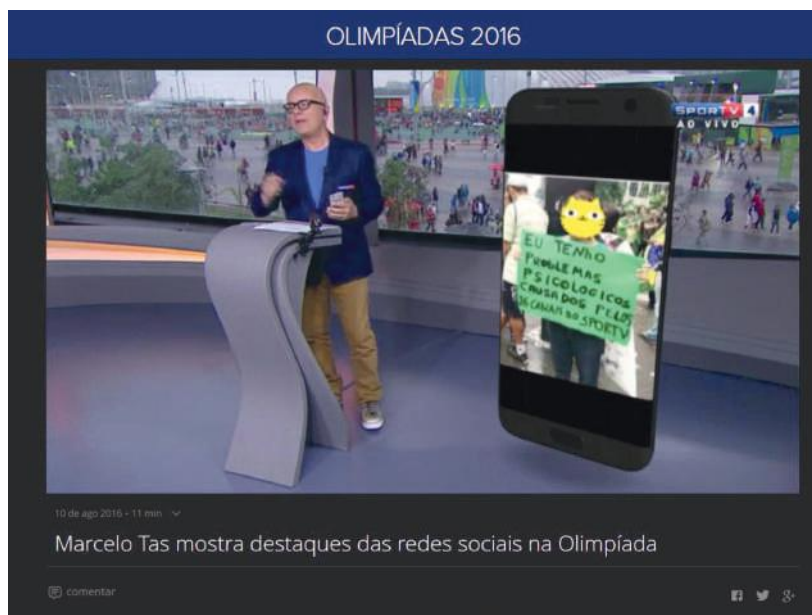 OLIMPÍADAS 2016
SPORTV 4
AO VIVO
EU TENHO
PROBLEMAS
PSICOLOGICOS
CAUSADOS PELOS
16 CANAIS DO SPORTV
10 de ago 2016 • 11 min
Marcelo Tas mostra destaques das redes sociais na Olimpíada
comentar